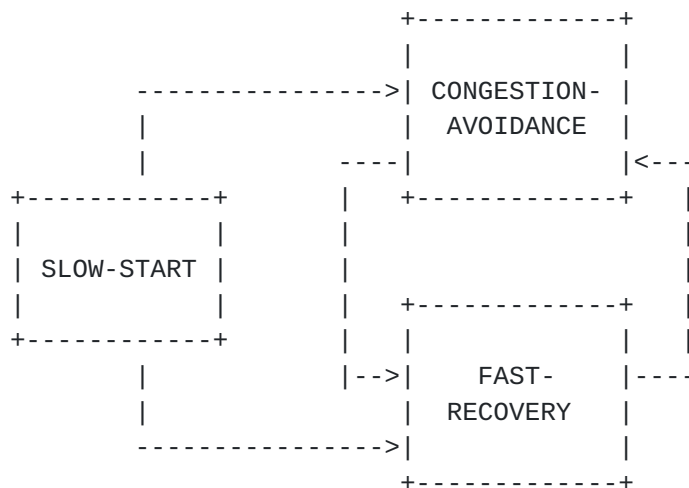 CONGESTION-
AVOIDANCE
SLOW-START
FAST-
RECOVERY